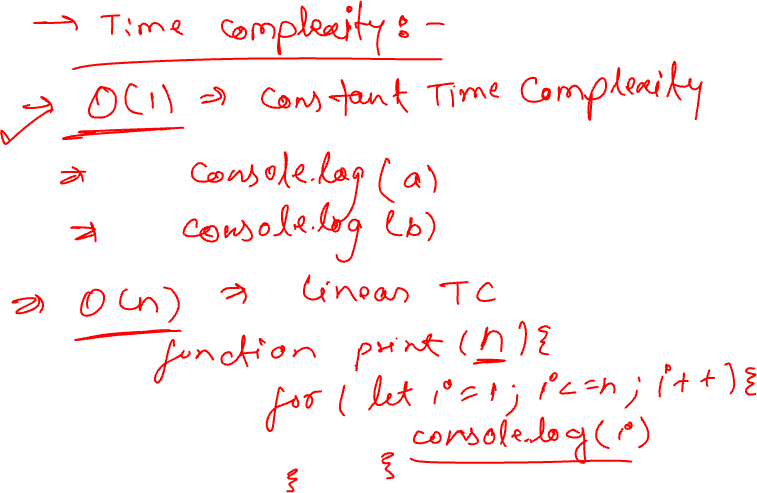 → Time complexity :-
→ O(1) ⇒ constant Time Complexity
⇒ console.log(a)
⇒ console.log(b)
⇒ O(n) ⇒ Linear TC
function print(n){
for(let i=1; i<=n; i++){
console.log(i)
} }